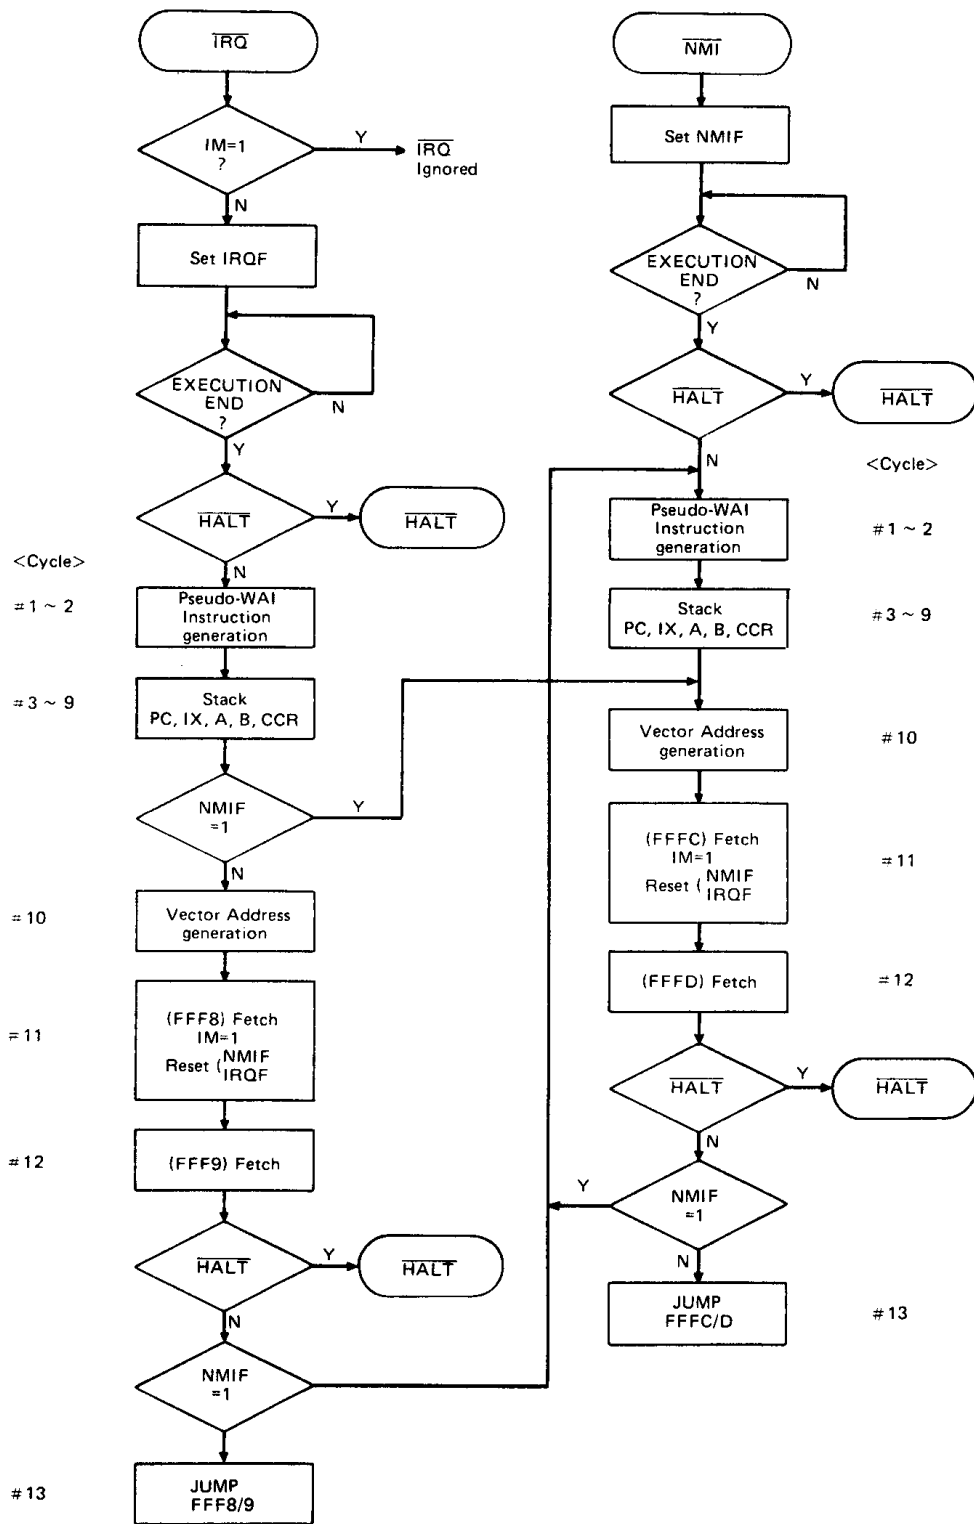 IRQ
IM=1
?
Y
IRQ
Ignored
N
Set IRQF
EXECUTION
END
?
N
Y
HALT
Y
HALT
N
<Cycle>
#1 ~ 2
Pseudo-WAI
Instruction
generation
#3 ~ 9
Stack
PC, IX, A, B, CCR
NMIF
=1
Y
N
#10
Vector Address
generation
#11
(FFF8) Fetch
IM=1
Reset (NMIF
IRQF
#12
(FFF9) Fetch
HALT
Y
HALT
N
NMIF
=1
#13
JUMP
FFF8/9
NMI
Set NMIF
EXECUTION
END
?
N
Y
HALT
Y
HALT
N
<Cycle>
Pseudo-WAI
Instruction
generation
#1 ~ 2
Stack
PC, IX, A, B, CCR
#3 ~ 9
Vector Address
generation
#10
(FFFC) Fetch
IM=1
Reset (NMIF
IRQF
#11
(FFFD) Fetch
#12
HALT
Y
HALT
N
NMIF
=1
Y
N
JUMP
FFFC/D
#13